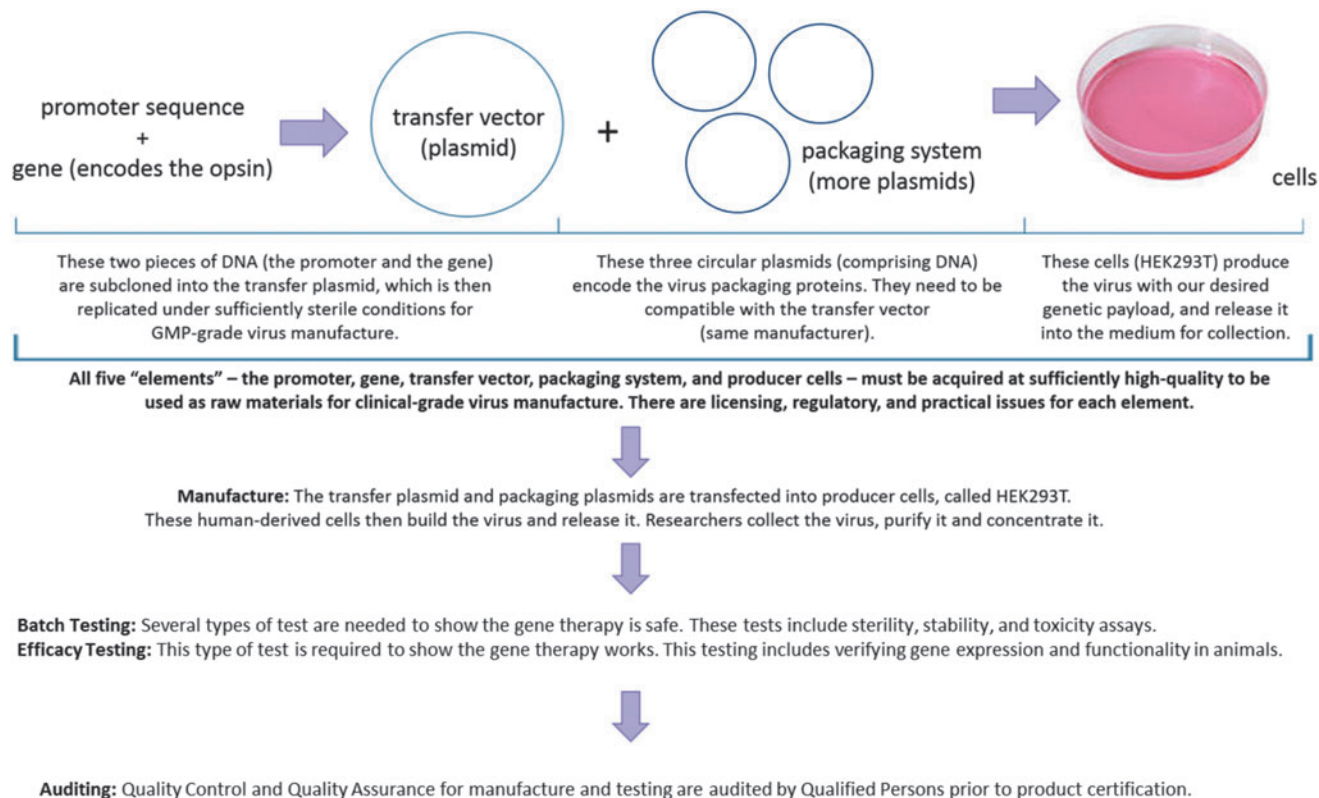 promoter sequence
+
gene (encodes the opsin)
transfer vector
(plasmid)
+
packaging system
(more plasmids)
cells
These two pieces of DNA (the promoter and the gene)
are subcloned into the transfer plasmid, which is then
replicated under sufficiently sterile conditions for
GMP-grade virus manufacture.
These three circular plasmids (comprising DNA)
encode the virus packaging proteins. They need to be
compatible with the transfer vector
(same manufacturer).
These cells (HEK293T) produce
the virus with our desired
genetic payload, and release it
into the medium for collection.
All five “elements” – the promoter, gene, transfer vector, packaging system, and producer cells – must be acquired at sufficiently high-quality to be
used as raw materials for clinical-grade virus manufacture. There are licensing, regulatory, and practical issues for each element.
Manufacture: The transfer plasmid and packaging plasmids are transfected into producer cells, called HEK293T.
These human-derived cells then build the virus and release it. Researchers collect the virus, purify it and concentrate it.
Batch Testing: Several types of test are needed to show the gene therapy is safe. These tests include sterility, stability, and toxicity assays.
Efficacy Testing: This type of test is required to show the gene therapy works. This testing includes verifying gene expression and functionality in animals.
Auditing: Quality Control and Quality Assurance for manufacture and testing are audited by Qualified Persons prior to product certification.